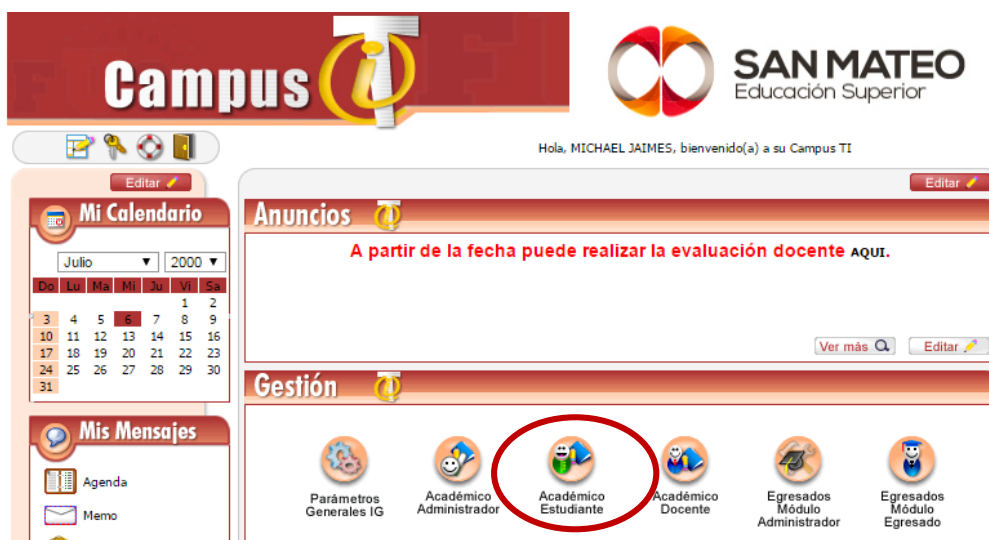 Campus iT
SAN MATEO
Educación Superior
Hola, MICHAEL JAIMES, bienvenido(a) a su Campus TI
Editar
Mi Calendario
Julio ▼ 2000 ▼
Do Lu Ma Mi Ju Vi Sa
1 2
3 4 5 6 7 8 9
10 11 12 13 14 15 16
17 18 19 20 21 22 23
24 25 26 27 28 29 30
31
Mis Mensajes
Agenda
Memo
Editar
Anuncios
A partir de la fecha puede realizar la evaluación docente AQUI.
Ver más Editar
Gestión
Parámetros
Generales IG
Académico
Administrador
Académico
Estudiante
Académico
Docente
Egresados
Módulo
Administrador
Egresados
Módulo
Egresado